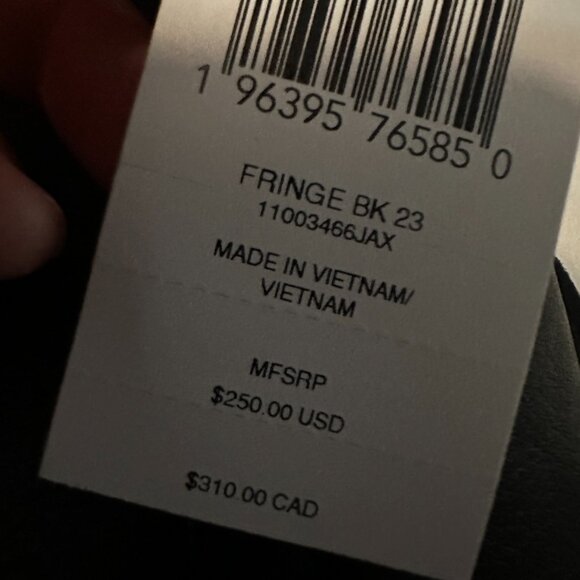 1 96395 76585 0
FRINGE BK 23
11003466JAX
MADE IN VIETNAM/
VIETNAM
MFSRP
$250.00 USD
$310.00 CAD